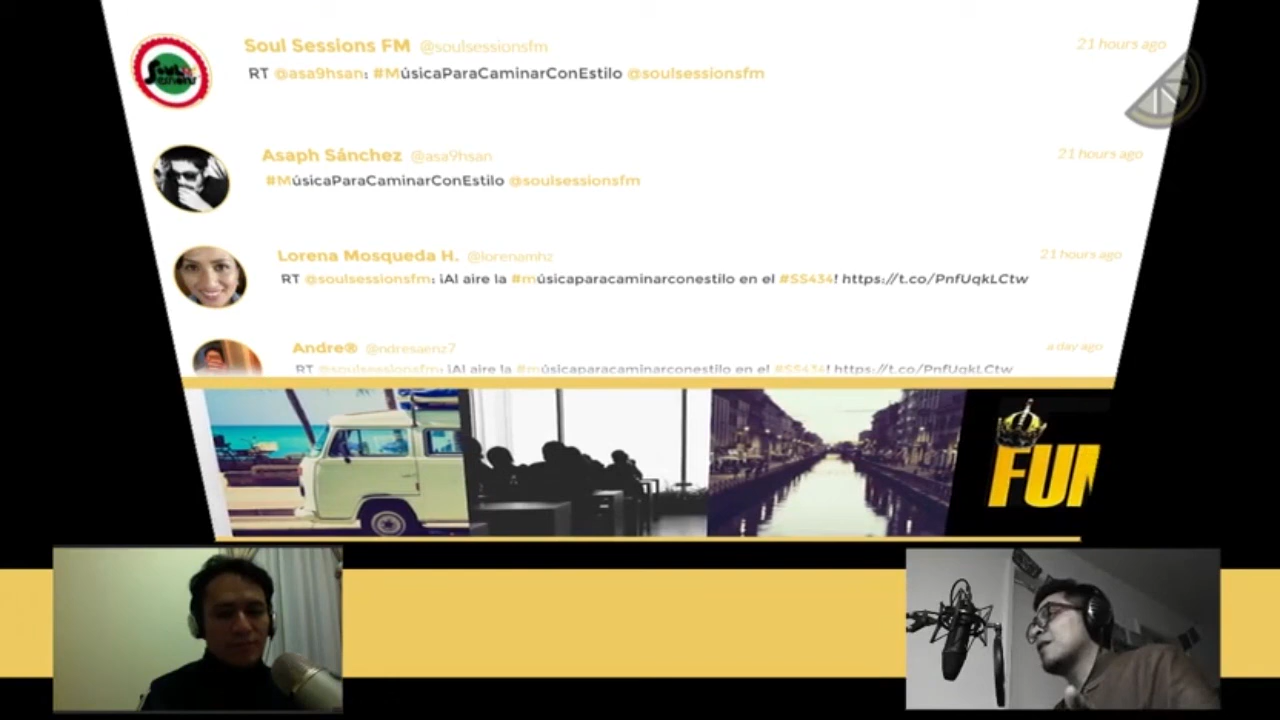 Soul Sessions FM @soulsessionsfm 21 hours ago
RT @asa9hsan: #MúsicaParaCaminarConEstilo @soulsessionsfm
Asaph Sánchez @asa9hsan 21 hours ago
#MúsicaParaCaminarConEstilo @soulsessionsfm
Lorena Mosqueda H. @lorenamhz 21 hours ago
RT @soulsessionsfm: ¡Al aire la #músicaparacaminarconestilo en el #SS434! https://t.co/PnfUqkLCtw
Andre® @ndresaenz7 a day ago
RT @soulsessionsfm: ¡Al aire la #músicaparacaminarconestilo en el #SS434! https://t.co/PnfUqkLCtw
FUN